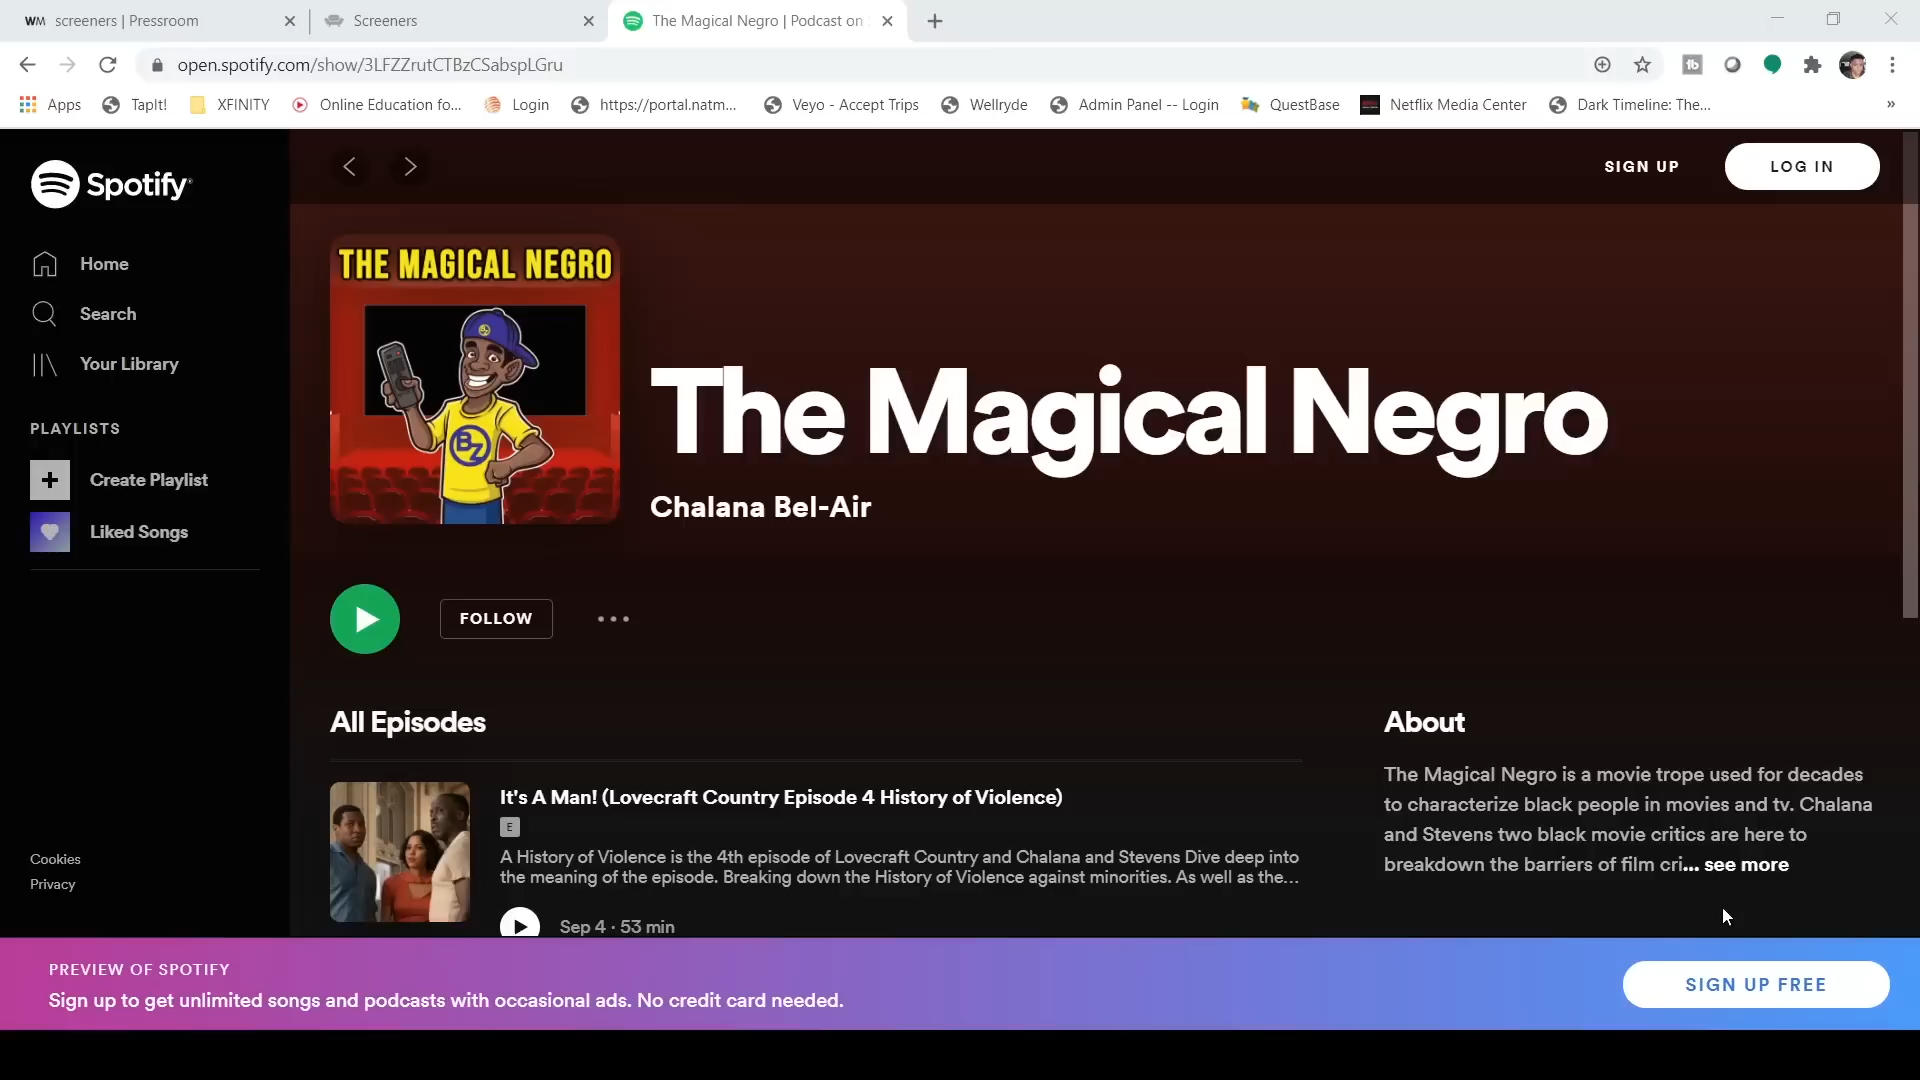 WM screeners | Pressroom
Screeners
The Magical Negro | Podcast on
open.spotify.com/show/3LFZZrutCTBzCSabspLGru
Apps
TapIt!
XFINITY
Online Education fo...
Login
https://portal.natm...
Veyo - Accept Trips
Wellryde
Admin Panel -- Login
QuestBase
Netflix Media Center
Dark Timeline: The...
»
Spotify
SIGN UP
LOG IN
Home
Search
Your Library
PLAYLISTS
Create Playlist
Liked Songs
Cookies
Privacy
THE MAGICAL NEGRO
BZ
BZ
The Magical Negro
Chalana Bel-Air
FOLLOW
All Episodes
It's A Man! (Lovecraft Country Episode 4 History of Violence)
E
A History of Violence is the 4th episode of Lovecraft Country and Chalana and Stevens Dive deep into
the meaning of the episode. Breaking down the History of Violence against minorities. As well as the...
Sep 4 · 53 min
About
The Magical Negro is a movie trope used for decades
to characterize black people in movies and tv. Chalana
and Stevens two black movie critics are here to
breakdown the barriers of film cri... see more
PREVIEW OF SPOTIFY
Sign up to get unlimited songs and podcasts with occasional ads. No credit card needed.
SIGN UP FREE